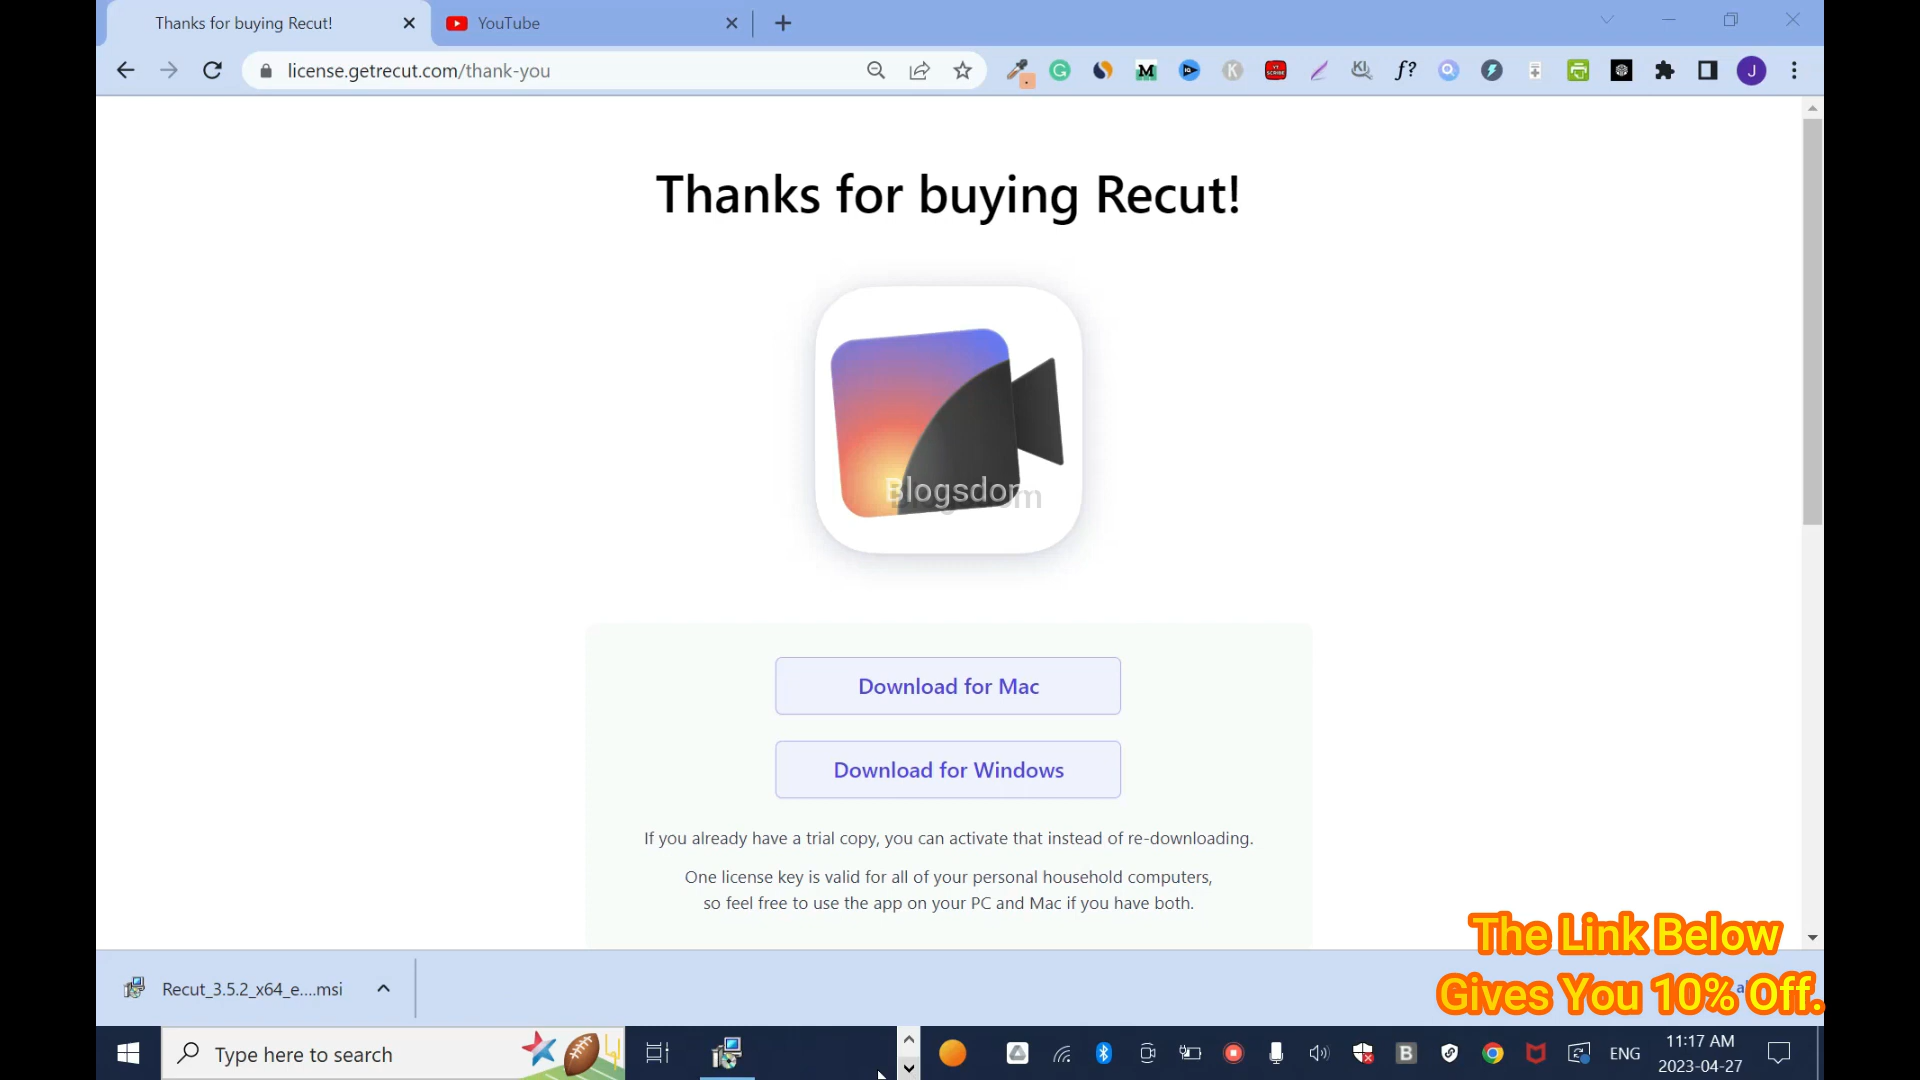 Thanks for buying Recut!
YouTube
license.getrecut.com/thank-you
Thanks for buying Recut!
Blogsdom
Download for Mac
Download for Windows
If you already have a trial copy, you can activate that instead of re-downloading.
One license key is valid for all of your personal household computers,
so feel free to use the app on your PC and Mac if you have both.
The Link Below
Gives You 10% Off.
Recut_3.5.2_x64_e....msi
Type here to search
ENG
11:17 AM
2023-04-27